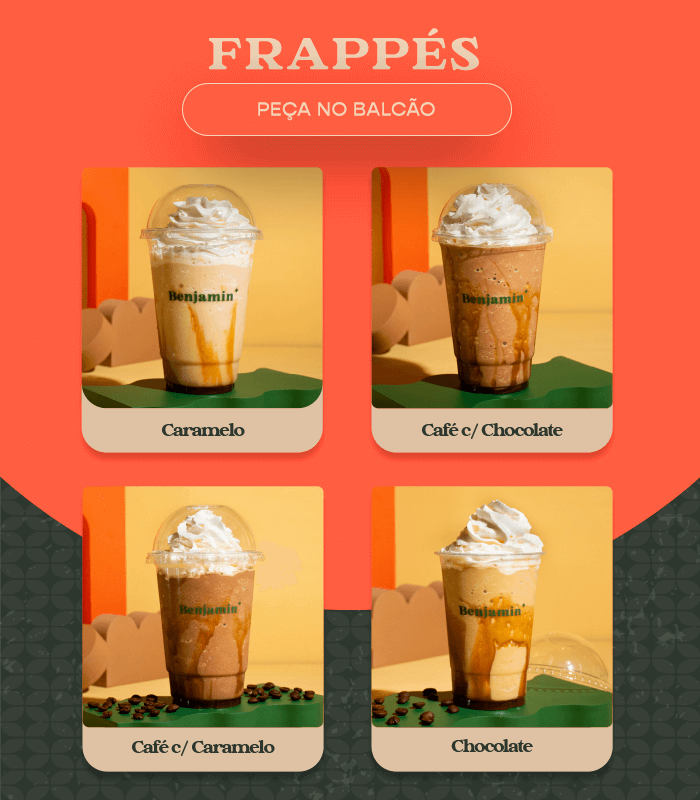 FRAPPÉS
PEÇA NO BALCÃO
Benjamin
Benjamin
Caramelo
Café c/ Chocolate
Benjamin
Benjamin
Café c/ Caramelo
Chocolate